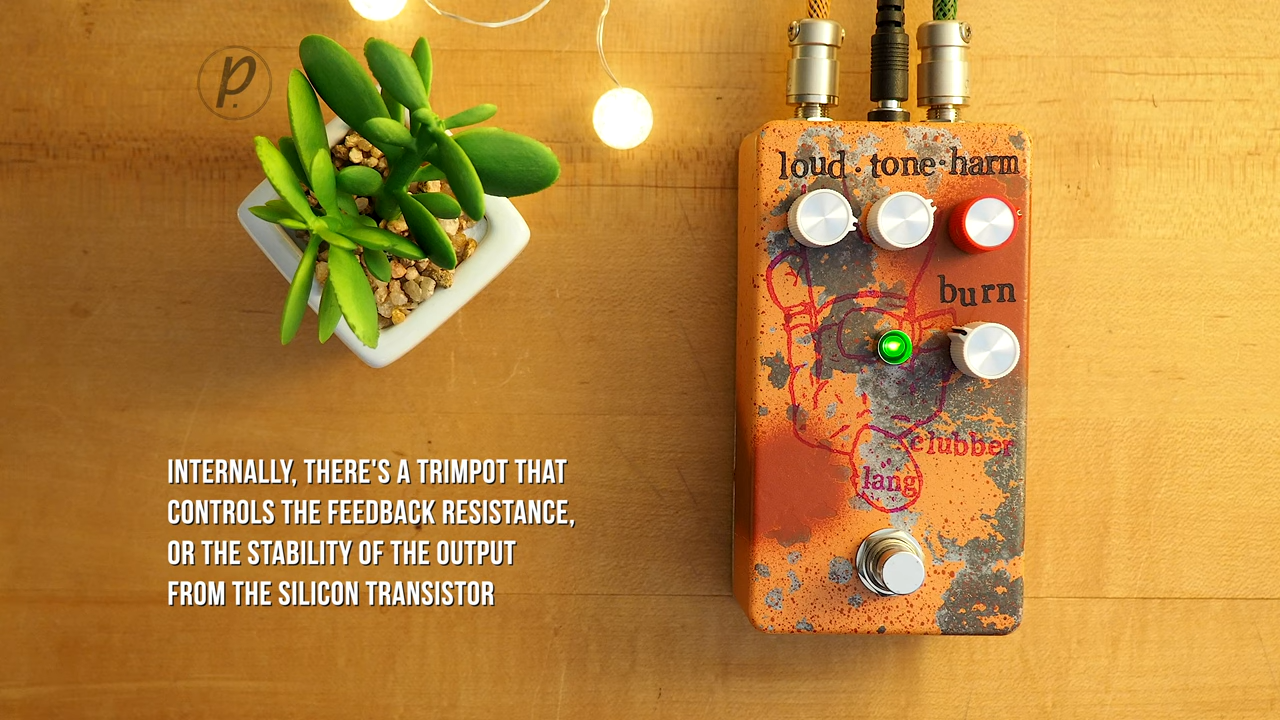 p.
loud · tone · harm
burn
clubber
lang
INTERNALLY, THERE'S A TRIMPOT THAT
CONTROLS THE FEEDBACK RESISTANCE,
OR THE STABILITY OF THE OUTPUT
FROM THE SILICON TRANSISTOR